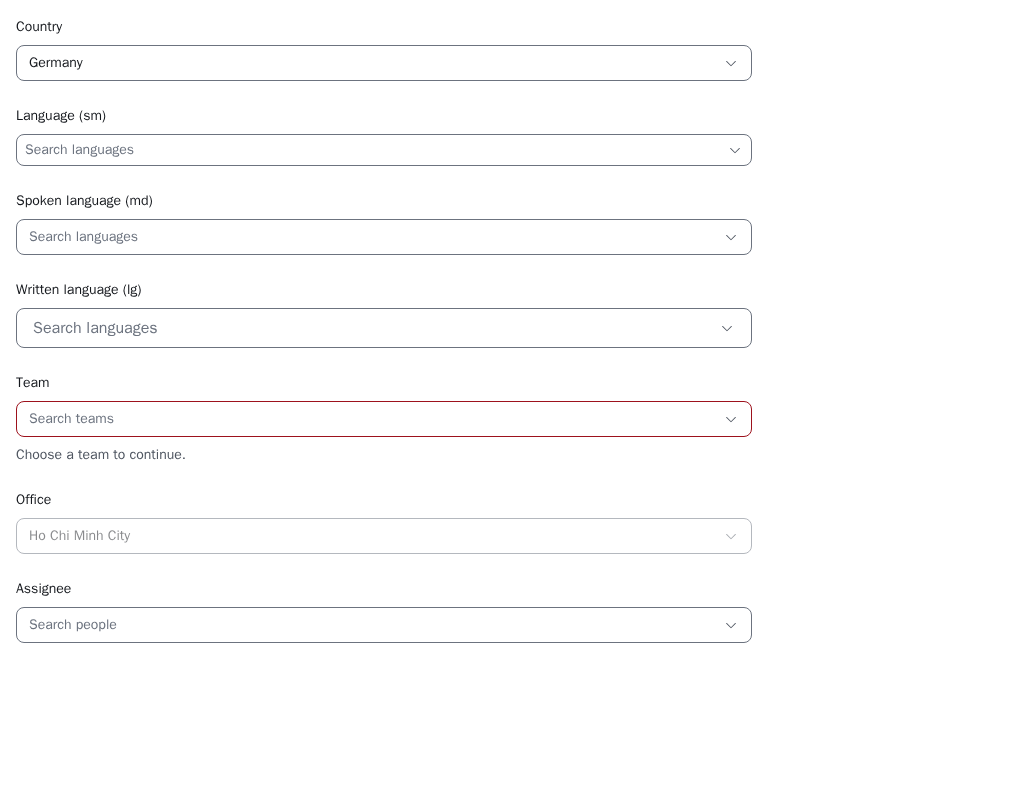 Country
Germany
Language (sm)
Search languages
Spoken language (md)
Search languages
Written language (lg)
Search languages
Team
Search teams
Choose a team to continue.
Office
Ho Chi Minh City
Assignee
Search people